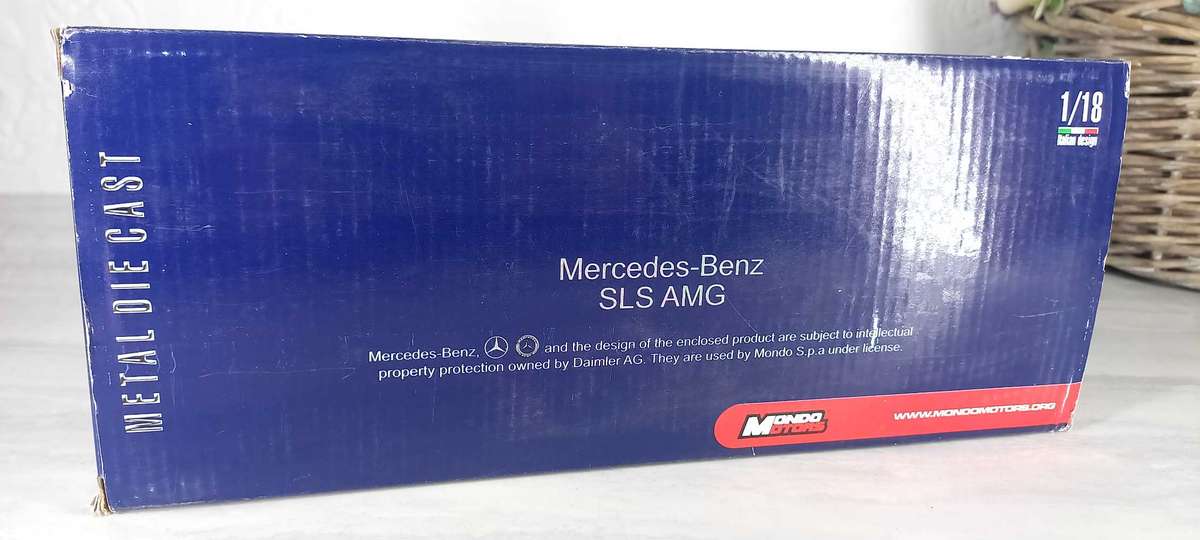 METAL DIE CAST
1/18
Italian design
Mercedes-Benz
SLS AMG
Mercedes-Benz, and the design of the enclosed product are subject to intellectual
property protection owned by Daimler AG. They are used by Mondo S.p.a under license.
MONDO
MOTORS
WWW.MONDOMOTORS.ORG